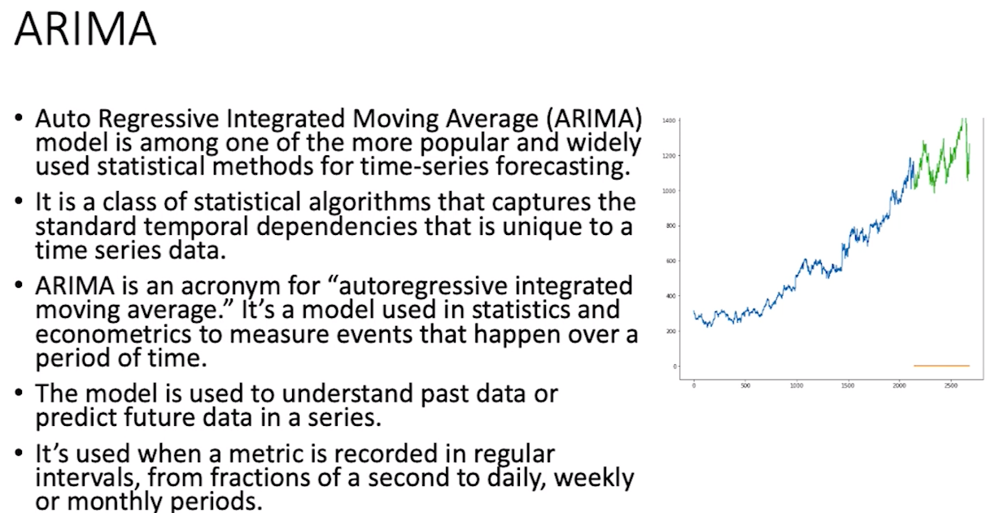 ARIMA
• Auto Regressive Integrated Moving Average (ARIMA)
model is among one of the more popular and widely
used statistical methods for time-series forecasting.
• It is a class of statistical algorithms that captures the
standard temporal dependencies that is unique to a
time series data.
• ARIMA is an acronym for “autoregressive integrated
moving average.” It’s a model used in statistics and
econometrics to measure events that happen over a
period of time.
• The model is used to understand past data or
predict future data in a series.
• It’s used when a metric is recorded in regular
intervals, from fractions of a second to daily, weekly
or monthly periods.
1400
1200
1000
800
600
400
200
0
0 500 1000 1500 2000 2500